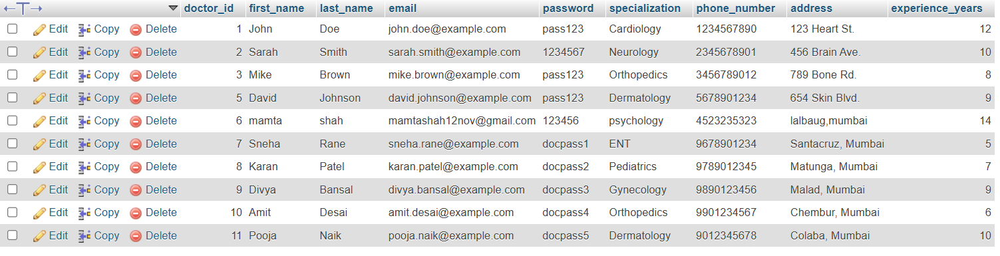 doctor_id first_name last_name email password specialization phone_number address experience_years
Edit Copy Delete 1 John Doe john.doe@example.com pass123 Cardiology 1234567890 123 Heart St. 12
Edit Copy Delete 2 Sarah Smith sarah.smith@example.com 1234567 Neurology 2345678901 456 Brain Ave. 10
Edit Copy Delete 3 Mike Brown mike.brown@example.com pass123 Orthopedics 3456789012 789 Bone Rd. 8
Edit Copy Delete 5 David Johnson david.johnson@example.com pass123 Dermatology 5678901234 654 Skin Blvd. 9
Edit Copy Delete 6 mamta shah mamtashah12nov@gmail.com 123456 psychology 4523235323 lalbaug,mumbai 14
Edit Copy Delete 7 Sneha Rane sneha.rane@example.com docpass1 ENT 9678901234 Santacruz, Mumbai 5
Edit Copy Delete 8 Karan Patel karan.patel@example.com docpass2 Pediatrics 9789012345 Matunga, Mumbai 7
Edit Copy Delete 9 Divya Bansal divya.bansal@example.com docpass3 Gynecology 9890123456 Malad, Mumbai 9
Edit Copy Delete 10 Amit Desai amit.desai@example.com docpass4 Orthopedics 9901234567 Chembur, Mumbai 6
Edit Copy Delete 11 Pooja Naik pooja.naik@example.com docpass5 Dermatology 9012345678 Colaba, Mumbai 10